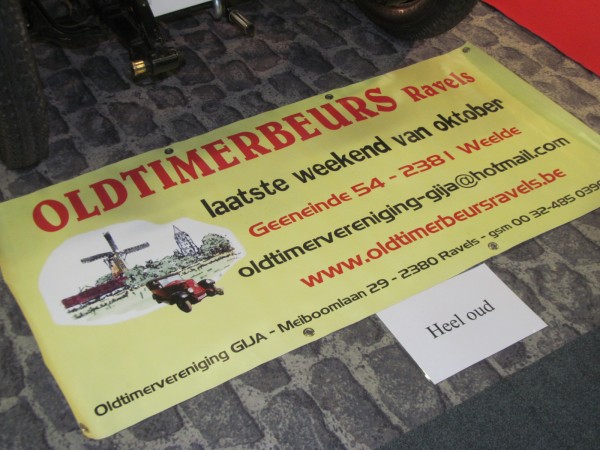 OLDTIMERBEURS Ravels
laatste weekend van oktober
Geeneinde 54 - 2381 Weelde
oldtimervereniging-gija@hotmail.com
www.oldtimerbeursravels.be
Oldtimervereniging GIJA - Meiboomlaan 29 - 2380 Ravels - gsm 00 32-485 0396
Heel oud